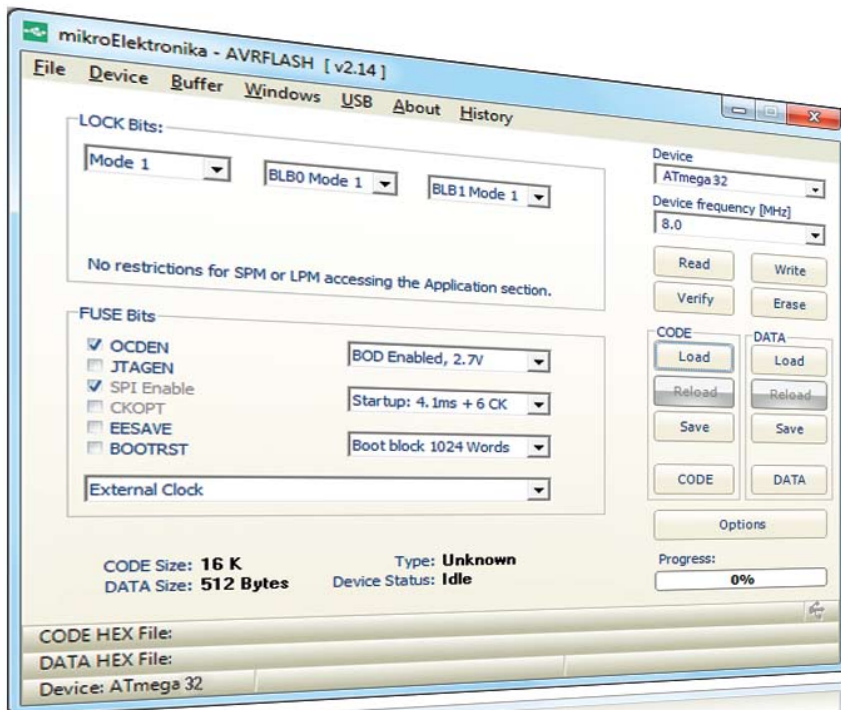 mikroElektronika - AVRFLASH [ v2.14 ]
File Device Buffer Windows USB About History
LOCK Bits:
Mode 1
BLB0 Mode 1
BLB1 Mode 1
No restrictions for SPM or LPM accessing the Application section.
FUSE Bits
OCDEN
JTAGEN
SPI Enable
CKOPT
EESAVE
BOOTRST
BOD Enabled, 2.7V
Startup: 4.1ms + 6 CK
Boot block 1024 Words
External Clock
CODE Size: 16 K
DATA Size: 512 Bytes
Type: Unknown
Device Status: Idle
Device
ATmega32
Device frequency [MHz]
8.0
Read Write
Verify Erase
CODE
Load
Reload
Save
CODE
DATA
Load
Reload
Save
DATA
Options
Progress:
0%
CODE HEX File:
DATA HEX File:
Device: ATmega 32